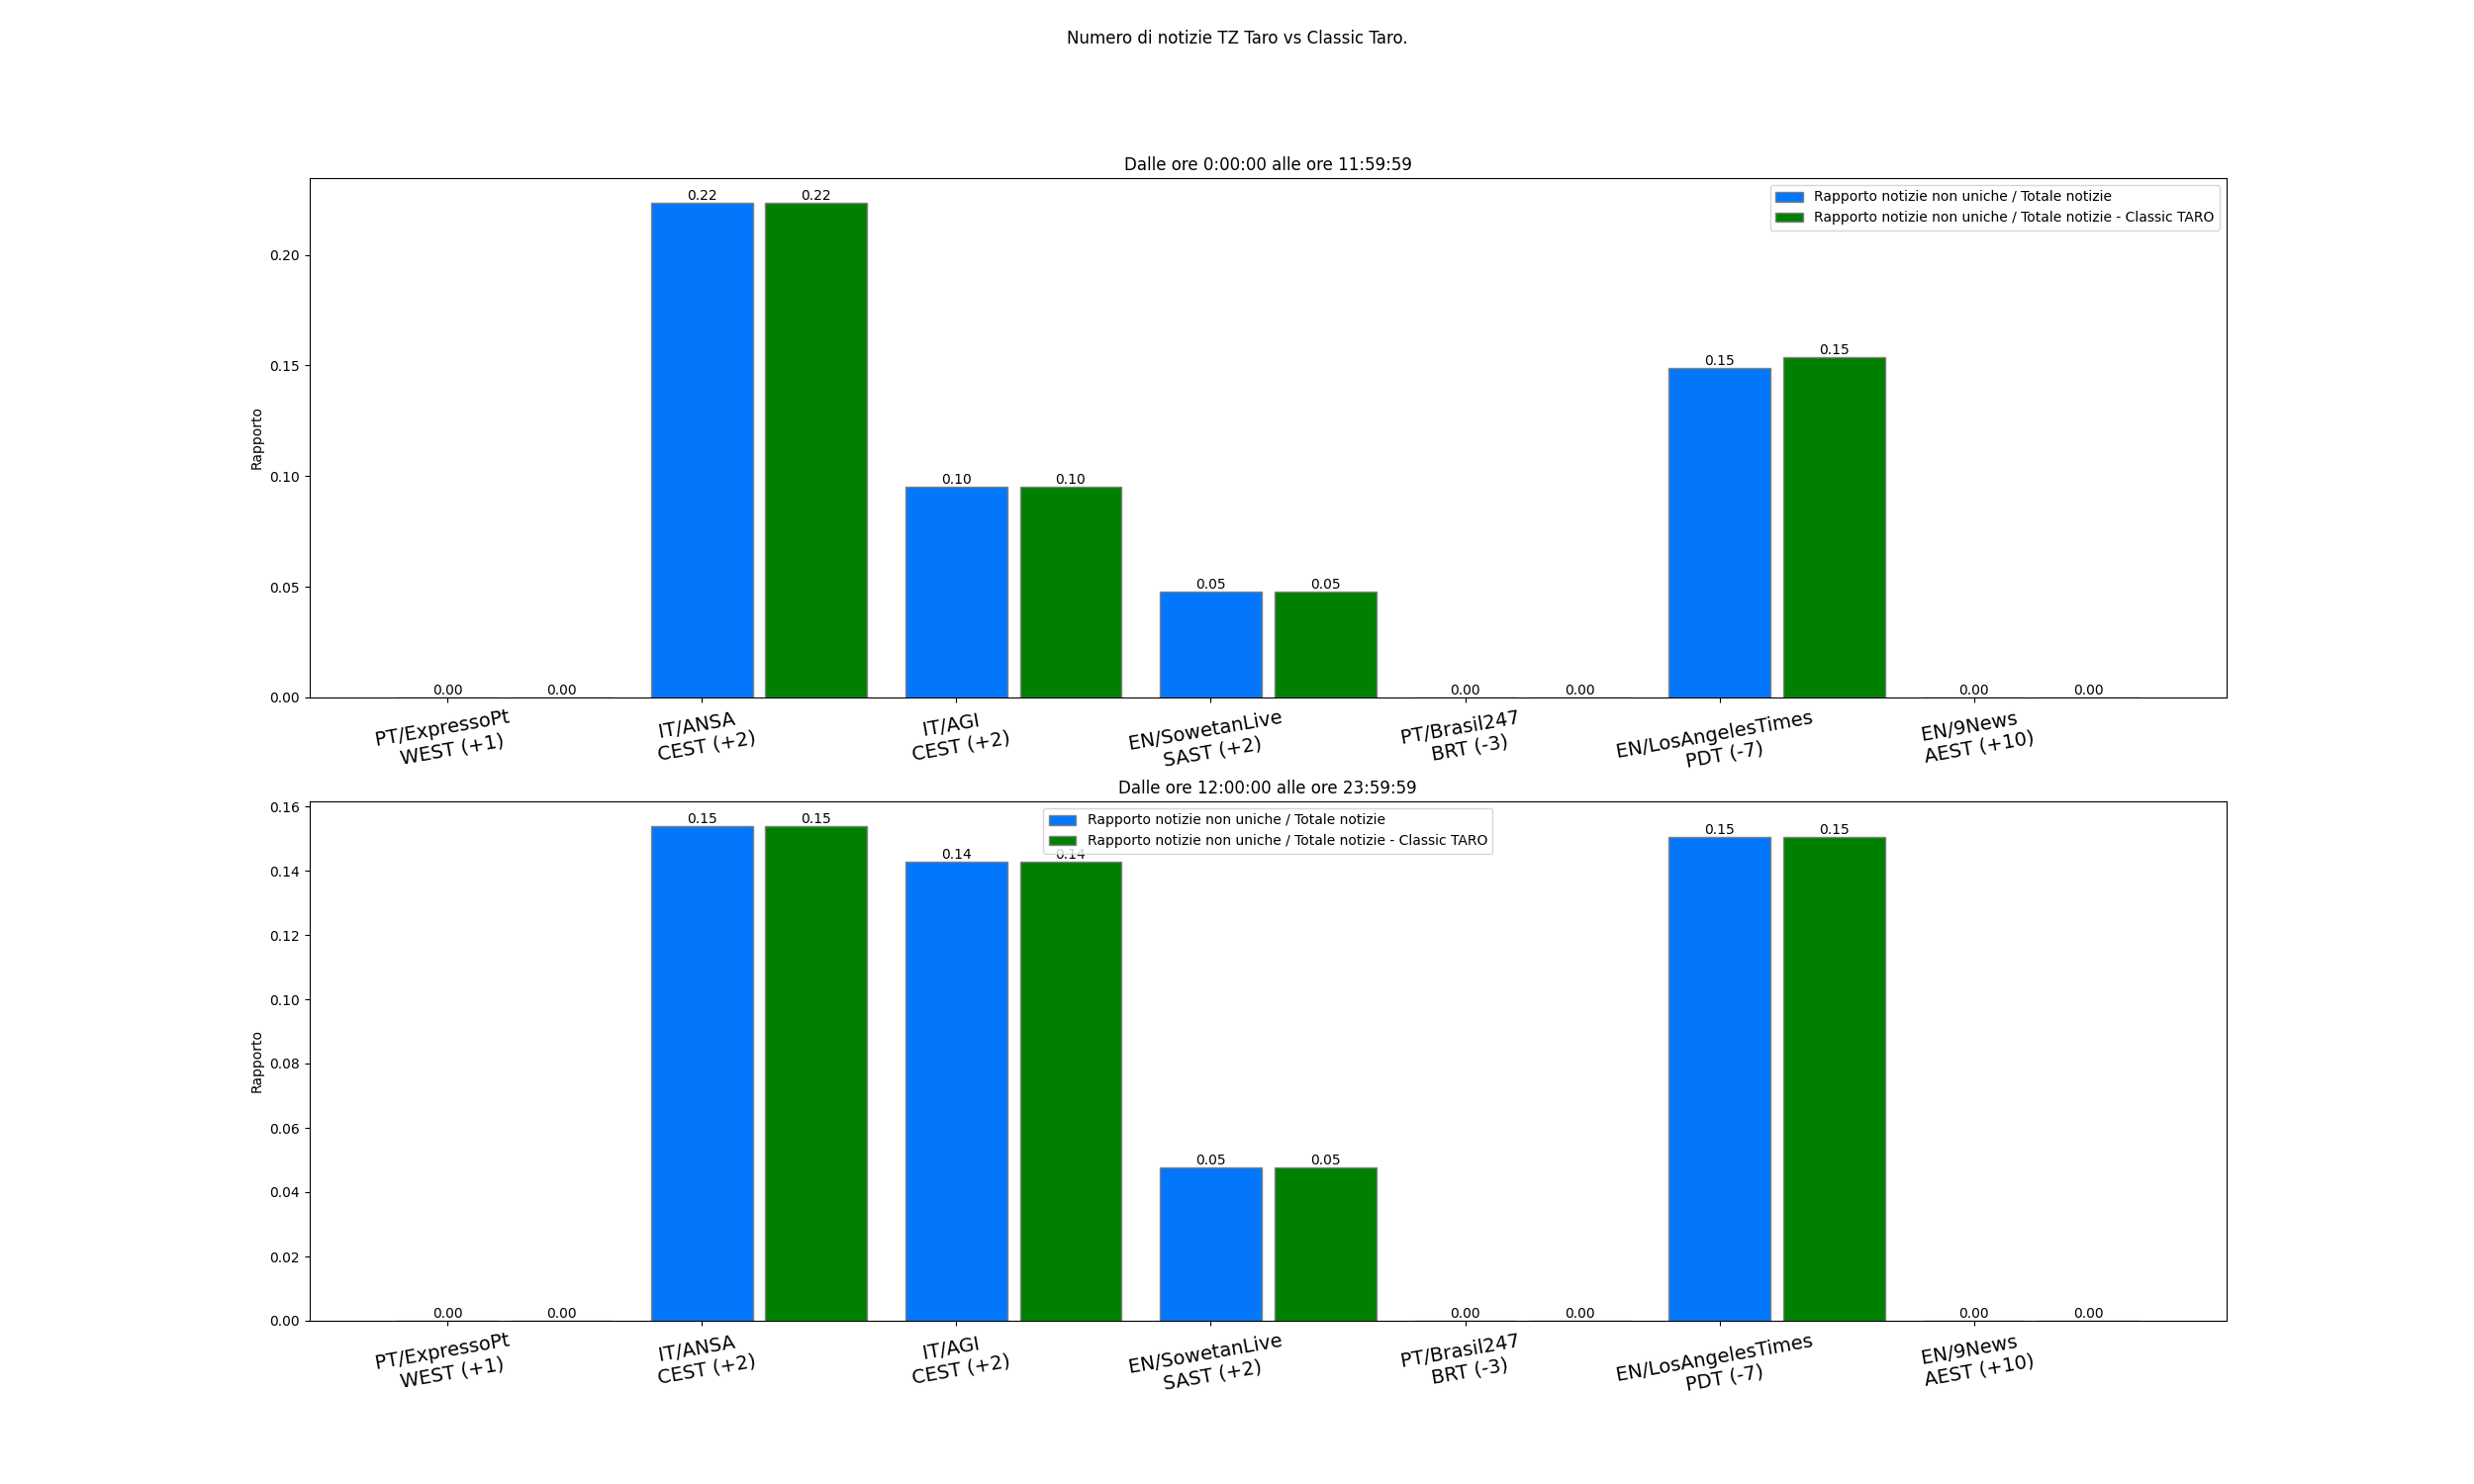 Numero di notizie TZ Taro vs Classic Taro.
Dalle ore 0:00:00 alle ore 11:59:59
Rapporto notizie non uniche / Totale notizie
Rapporto notizie non uniche / Totale notizie - Classic TARO
Rapporto
0.20
0.15
0.10
0.05
0.00
0.00 0.00 0.22 0.22 0.10 0.10 0.05 0.05 0.00 0.00 0.15 0.15 0.00 0.00
PT/ExpressoPt
WEST (+1)
IT/ANSA
CEST (+2)
IT/AGI
CEST (+2)
EN/SowetanLive
SAST (+2)
PT/Brasil247
BRT (-3)
EN/LosAngelesTimes
PDT (-7)
EN/9News
AEST (+10)
Dalle ore 12:00:00 alle ore 23:59:59
Rapporto notizie non uniche / Totale notizie
Rapporto notizie non uniche / Totale notizie - Classic TARO
Rapporto
0.16
0.14
0.12
0.10
0.08
0.06
0.04
0.02
0.00
0.00 0.00 0.15 0.15 0.14 0.14 0.05 0.05 0.00 0.00 0.15 0.15 0.00 0.00
PT/ExpressoPt
WEST (+1)
IT/ANSA
CEST (+2)
IT/AGI
CEST (+2)
EN/SowetanLive
SAST (+2)
PT/Brasil247
BRT (-3)
EN/LosAngelesTimes
PDT (-7)
EN/9News
AEST (+10)